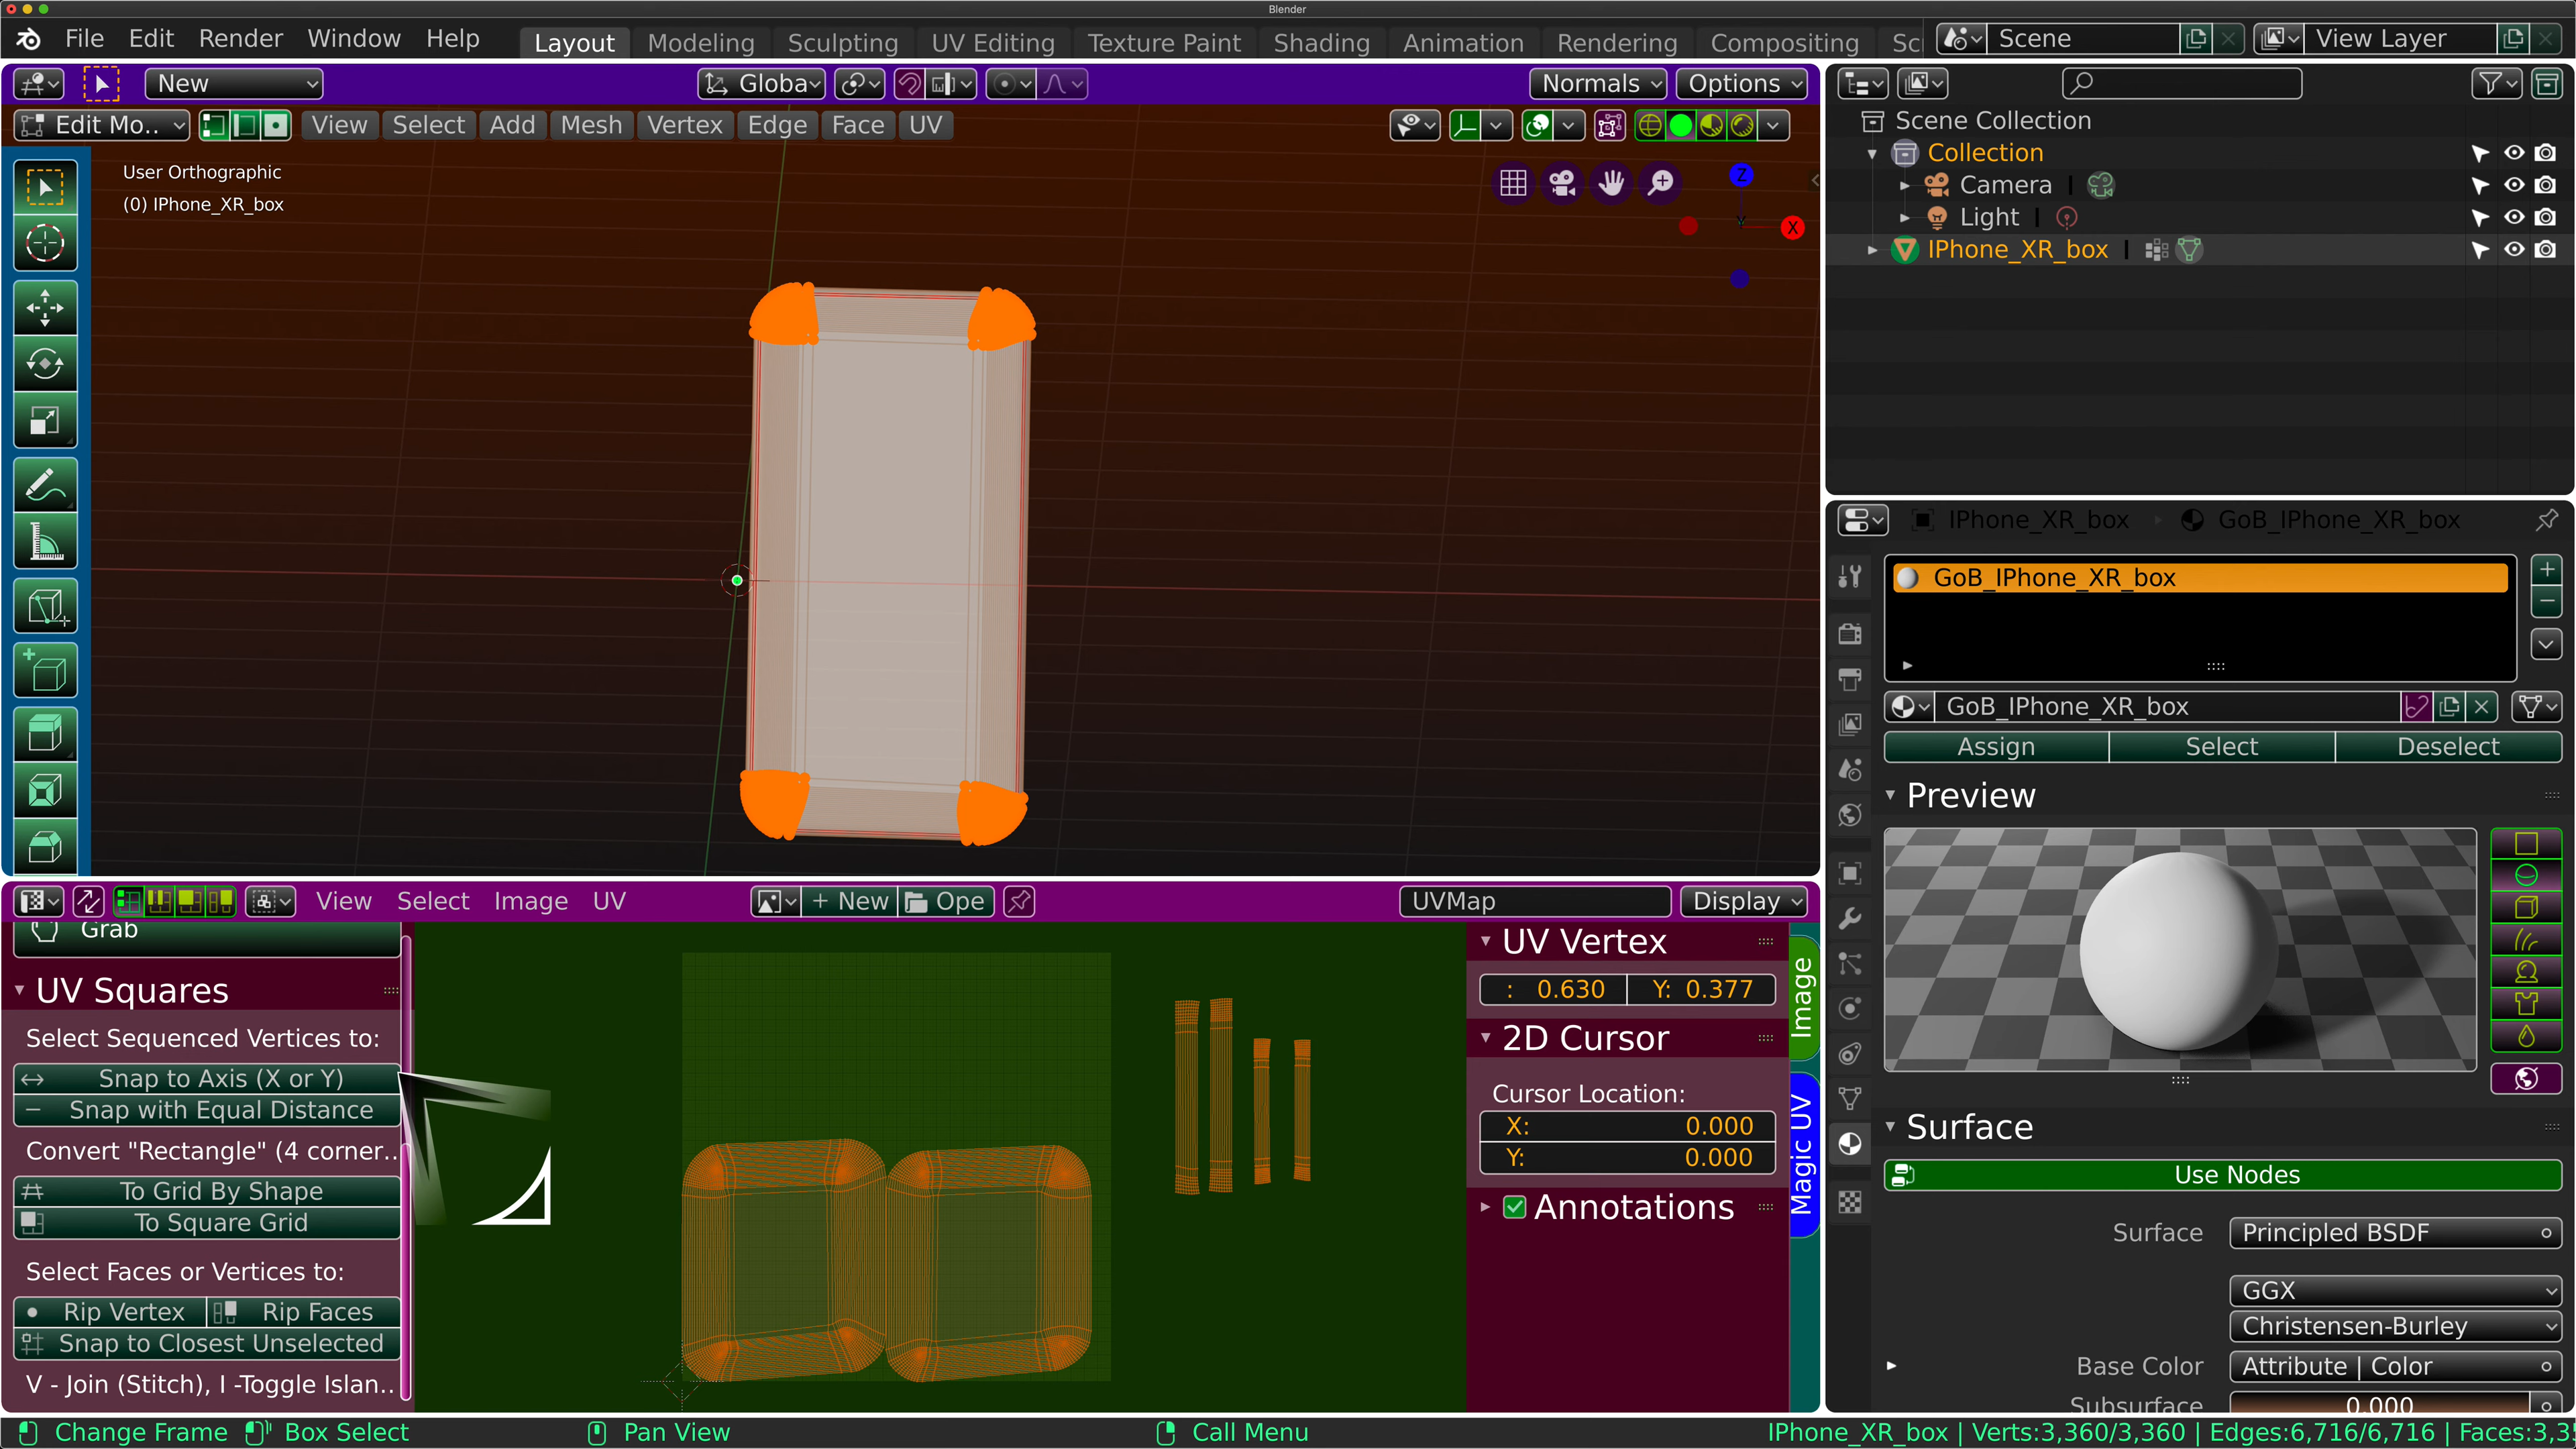 Blender
File Edit Render Window Help Layout Modeling Sculpting UV Editing Texture Paint Shading Animation Rendering Compositing Sc Scene View Layer
New Globa Normals Options
Edit Mo.. View Select Add Mesh Vertex Edge Face UV
User Orthographic
(0) IPhone_XR_box
Z
Y
X
Scene Collection
Collection
Camera
Light
IPhone_XR_box
IPhone_XR_box GoB_IPhone_XR_box
GoB_IPhone_XR_box
GoB_IPhone_XR_box
Assign Select Deselect
Preview
Surface
Use Nodes
Surface Principled BSDF
GGX
Christensen-Burley
Base Color Attribute | Color
Subsurface 0.000
View Select Image UV + New Ope UVMap Display
Grab
UV Squares
Select Sequenced Vertices to:
Snap to Axis (X or Y)
Snap with Equal Distance
Convert "Rectangle" (4 corner..
To Grid By Shape
To Square Grid
Select Faces or Vertices to:
Rip Vertex Rip Faces
Snap to Closest Unselected
V - Join (Stitch), I -Toggle Islan..
UV Vertex
: 0.630 Y: 0.377
2D Cursor
Cursor Location:
X: 0.000
Y: 0.000
Annotations
Image
Magic UV
Change Frame Box Select Pan View Call Menu IPhone_XR_box | Verts:3,360/3,360 | Edges:6,716/6,716 | Faces:3,3